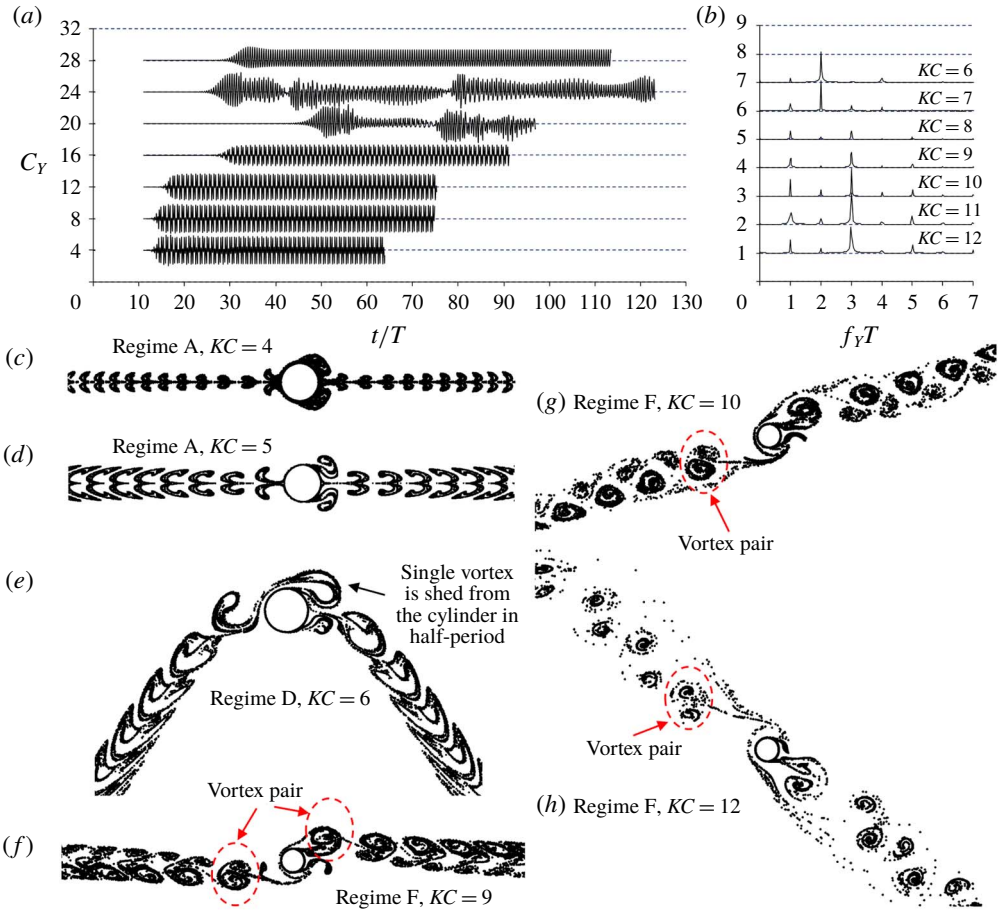 (a)
32
28
24
20
16
12
8
4
0
C_Y
10
20
30
40
50
60
70
80
90
100
110
120
130
t/T
(b)
9
8
7
6
5
4
3
2
1
0
KC = 6
KC = 7
KC = 8
KC = 9
KC = 10
KC = 11
KC = 12
1
2
3
4
5
6
7
f_Y T
(c)
Regime A, KC = 4
(d)
Regime A, KC = 5
(e)
Single vortex
is shed from
the cylinder in
half-period
Regime D, KC = 6
(f)
Vortex pair
Regime F, KC = 9
(g) Regime F, KC = 10
Vortex pair
Vortex pair
(h) Regime F, KC = 12